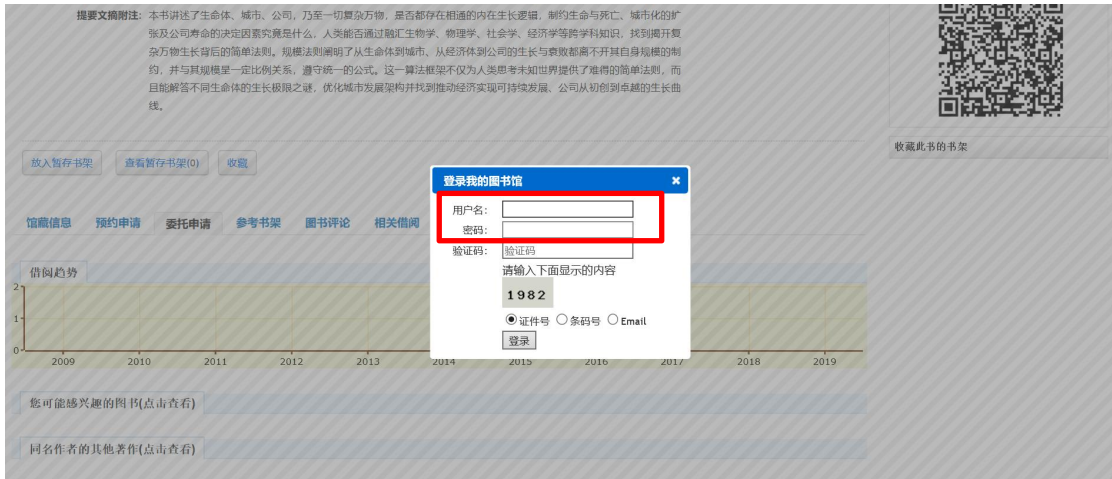 提要文摘附注: 本书讲述了生命体、城市、公司，乃至一切复杂万物，是否都存在相通的内在生长逻辑，制约生命与死亡、城市化的扩
张及公司寿命的决定因素究竟是什么，人类能否通过融汇生物学、物理学、社会学、经济学等跨学科知识，找到揭开复
杂万物生长背后的简单法则。规模法则阐明了从生命体到城市、从经济体到公司的生长与衰败都离不开其自身规模的制
约，并与其规模呈一定比例关系，遵守统一的公式。这一算法框架不仅为人类思考未知世界提供了难得的简单法则，而
且能解答不同生命体的生长极限之谜，优化城市发展架构并找到推动经济实现可持续发展、公司从初创到卓越的生长曲
线。
收藏此书的书架
放入暂存书架 查看暂存书架(0) 收藏
登录我的图书馆 ×
用户名:
密码:
验证码: 验证码
请输入下面显示的内容
1982
证件号 条码号 Email
登录
馆藏信息 预约申请 委托申请 参考书架 图书评论 相关借阅
借阅趋势
2
1
0
2009 2010 2011 2012 2013 2014 2015 2016 2017 2018 2019
您可能感兴趣的图书(点击查看)
同名作者的其他著作(点击查看)